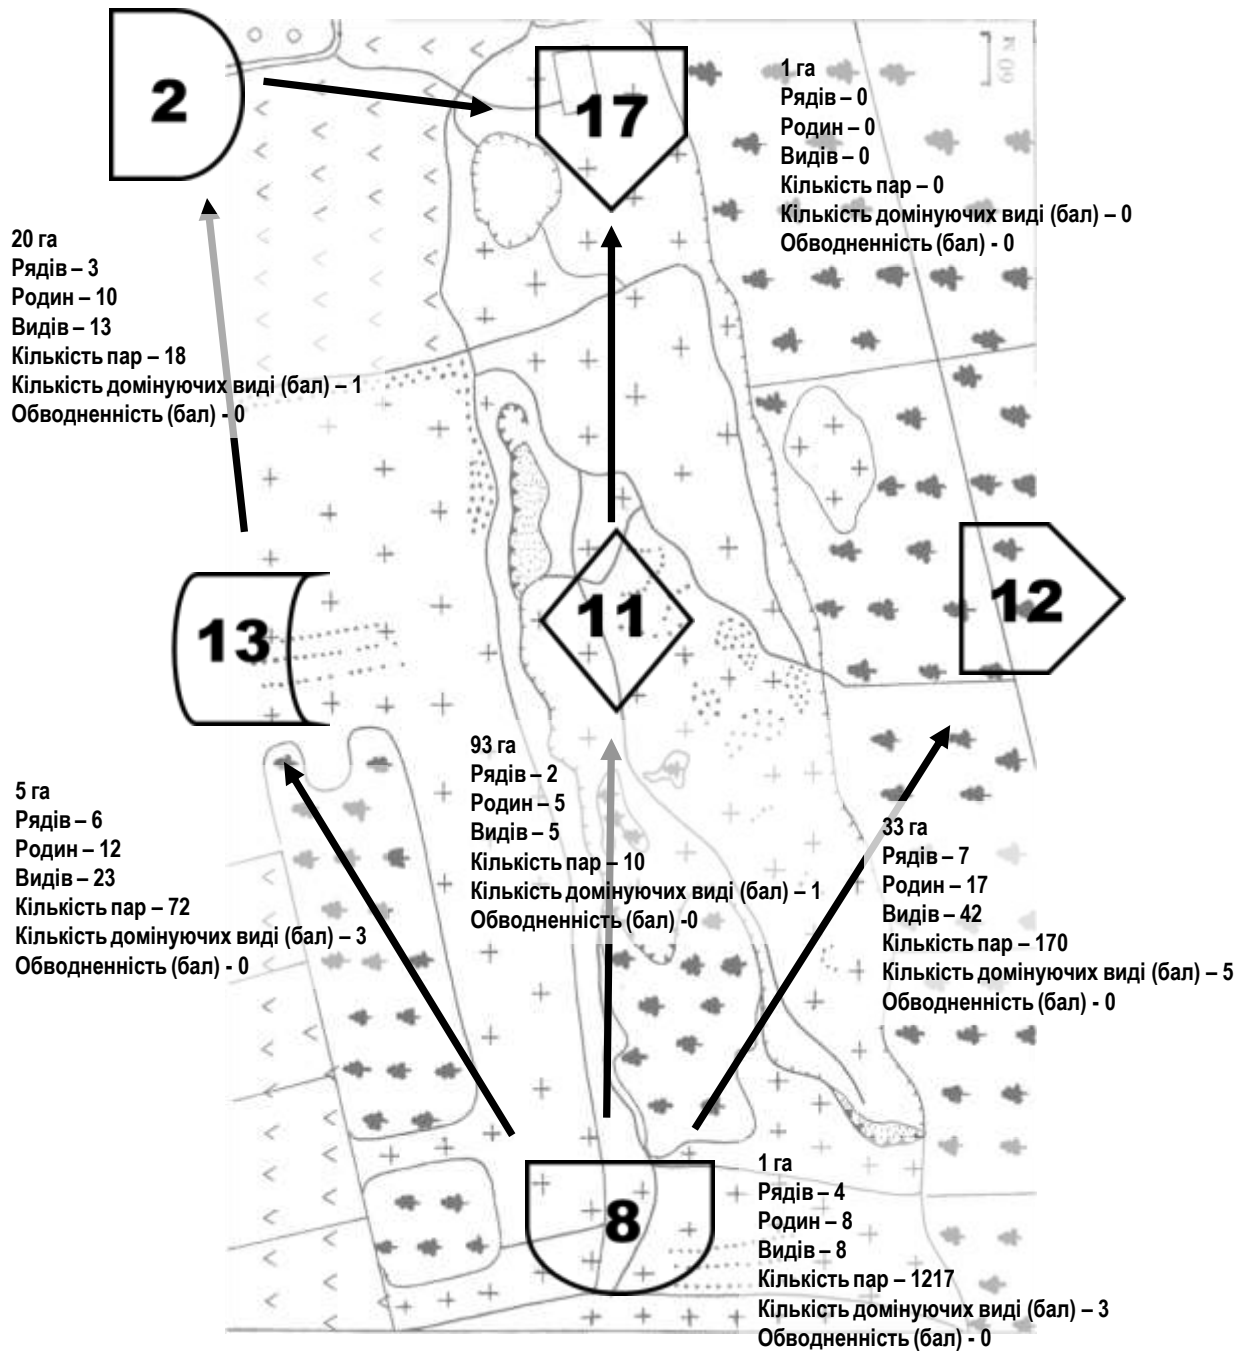 2
17
60 м
1 га
Рядів – 0
Родин – 0
Видів – 0
Кількість пар – 0
Кількість домінуючих виді (бал) – 0
Обводненність (бал) - 0
20 га
Рядів – 3
Родин – 10
Видів – 13
Кількість пар – 18
Кількість домінуючих виді (бал) – 1
Обводненність (бал) - 0
13
11
12
5 га
Рядів – 6
Родин – 12
Видів – 23
Кількість пар – 72
Кількість домінуючих виді (бал) – 3
Обводненність (бал) - 0
93 га
Рядів – 2
Родин – 5
Видів – 5
Кількість пар – 10
Кількість домінуючих виді (бал) – 1
Обводненність (бал) -0
33 га
Рядів – 7
Родин – 17
Видів – 42
Кількість пар – 170
Кількість домінуючих виді (бал) – 5
Обводненність (бал) - 0
8
1 га
Рядів – 4
Родин – 8
Видів – 8
Кількість пар – 1217
Кількість домінуючих виді (бал) – 3
Обводненність (бал) - 0